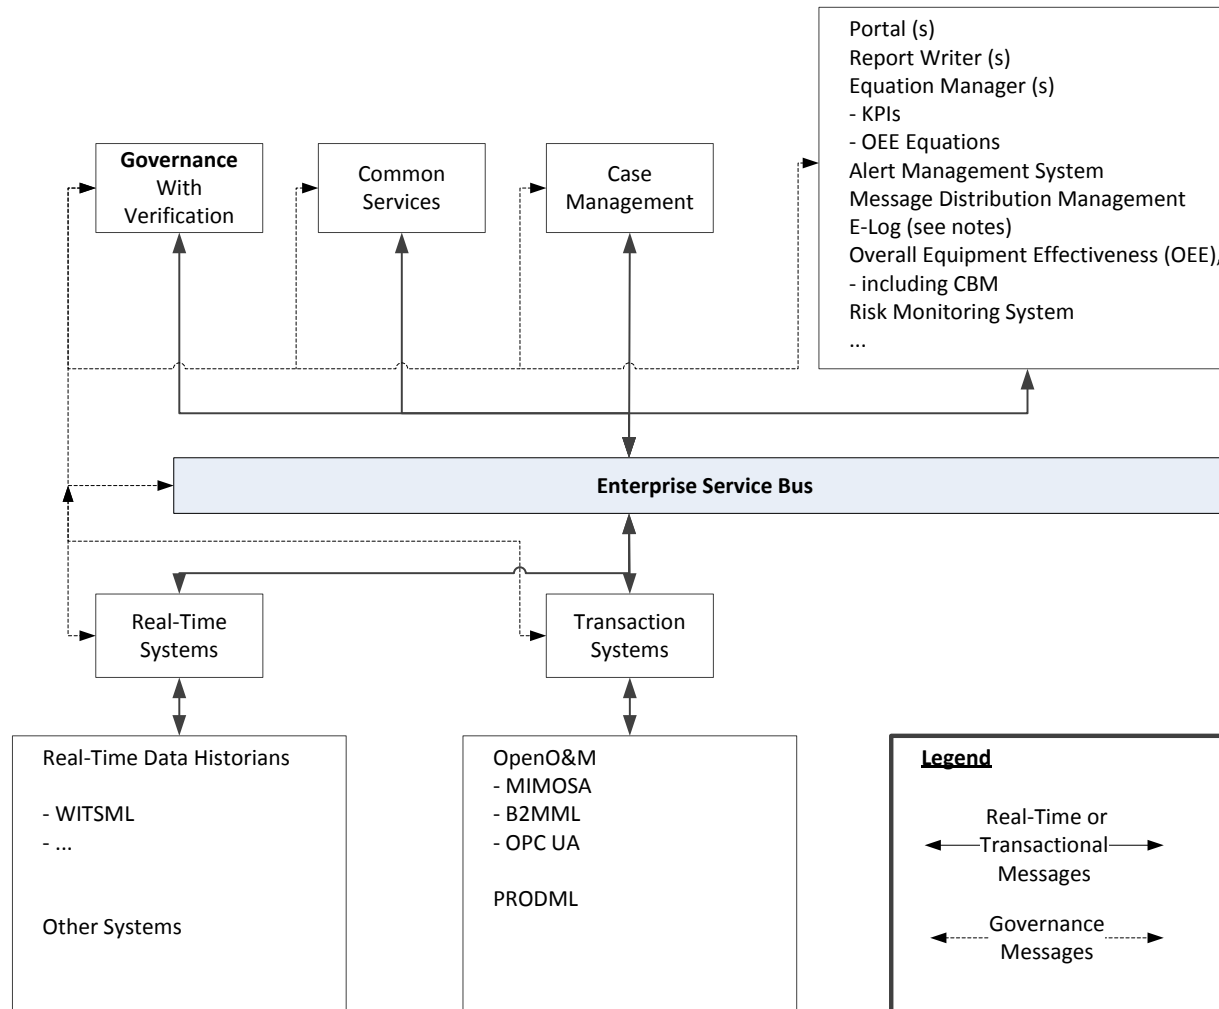 Portal (s)
Report Writer (s)
Equation Manager (s)
- KPIs
- OEE Equations
Alert Management System
Message Distribution Management
E-Log (see notes)
Overall Equipment Effectiveness (OEE),
- including CBM
Risk Monitoring System
...
Governance
With
Verification
Common
Services
Case
Management
Enterprise Service Bus
Real-Time
Systems
Transaction
Systems
Real-Time Data Historians
- WITSML
- ...
Other Systems
OpenO&M
- MIMOSA
- B2MML
- OPC UA
PRODML
Legend
Real-Time or
Transactional
Messages
Governance
Messages